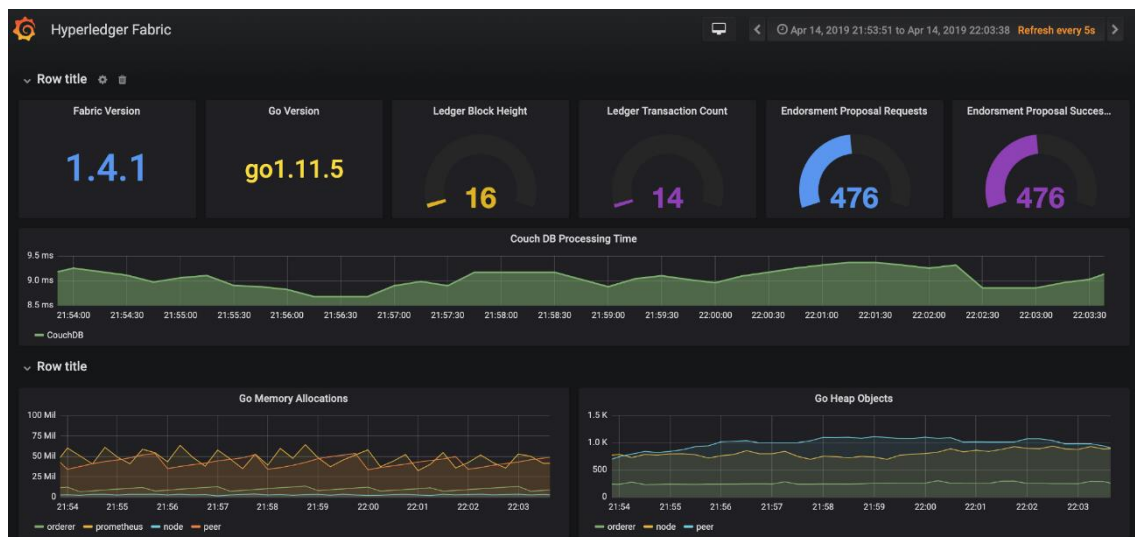 Hyperledger Fabric
Apr 14, 2019 21:53:51 to Apr 14, 2019 22:03:38 Refresh every 5s
Row title
Fabric Version
1.4.1
Go Version
go1.11.5
Ledger Block Height
16
Ledger Transaction Count
14
Endorsment Proposal Requests
476
Endorsment Proposal Succes...
476
Couch DB Processing Time
9.5 ms
9.0 ms
8.5 ms
21:54:00 21:54:30 21:55:00 21:55:30 21:56:00 21:56:30 21:57:00 21:57:30 21:58:00 21:58:30 21:59:00 21:59:30 22:00:00 22:00:30 22:01:00 22:01:30 22:02:00 22:02:30 22:03:00 22:03:30
CouchDB
Row title
Go Memory Allocations
100 Mil
75 Mil
50 Mil
25 Mil
0
21:54 21:55 21:56 21:57 21:58 21:59 22:00 22:01 22:02 22:03
orderer prometheus node peer
Go Heap Objects
1.5 K
1.0 K
500
0
21:54 21:55 21:56 21:57 21:58 21:59 22:00 22:01 22:02 22:03
orderer node peer